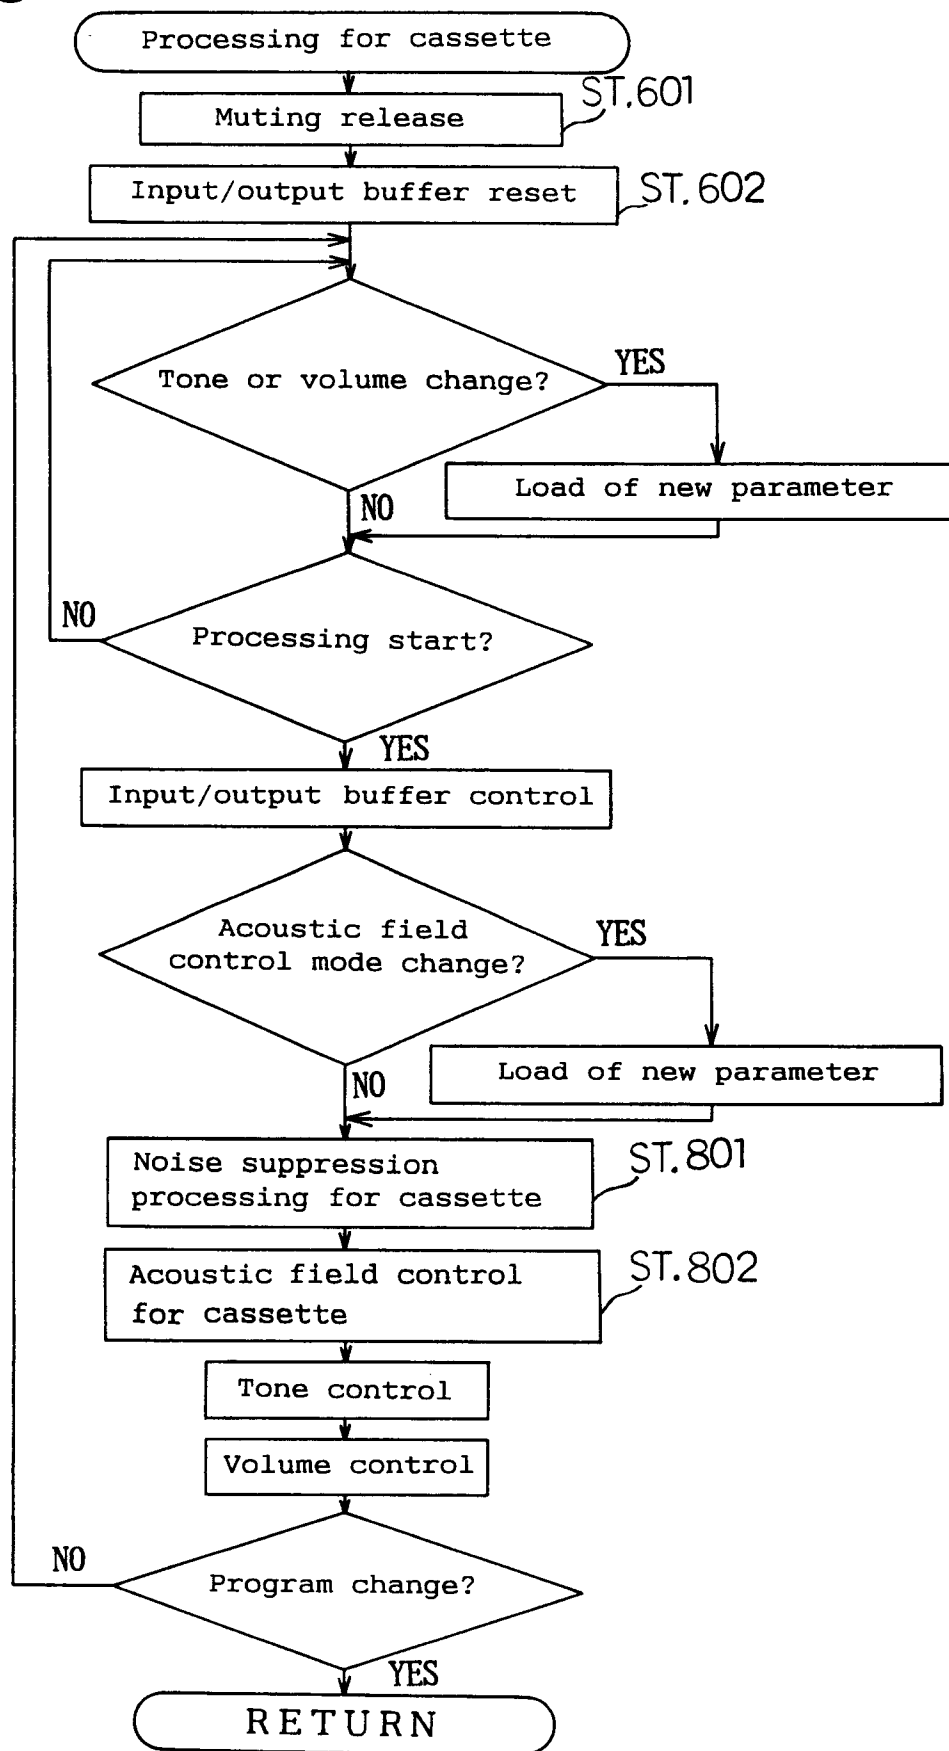 Processing for cassette
ST.601
Muting release
ST.602
Input/output buffer reset
Tone or volume change?
YES
Load of new parameter
NO
NO
Processing start?
YES
Input/output buffer control
Acoustic field
control mode change?
YES
NO
Load of new parameter
ST.801
Noise suppression
processing for cassette
ST.802
Acoustic field control
for cassette
Tone control
Volume control
NO
Program change?
YES
RETURN